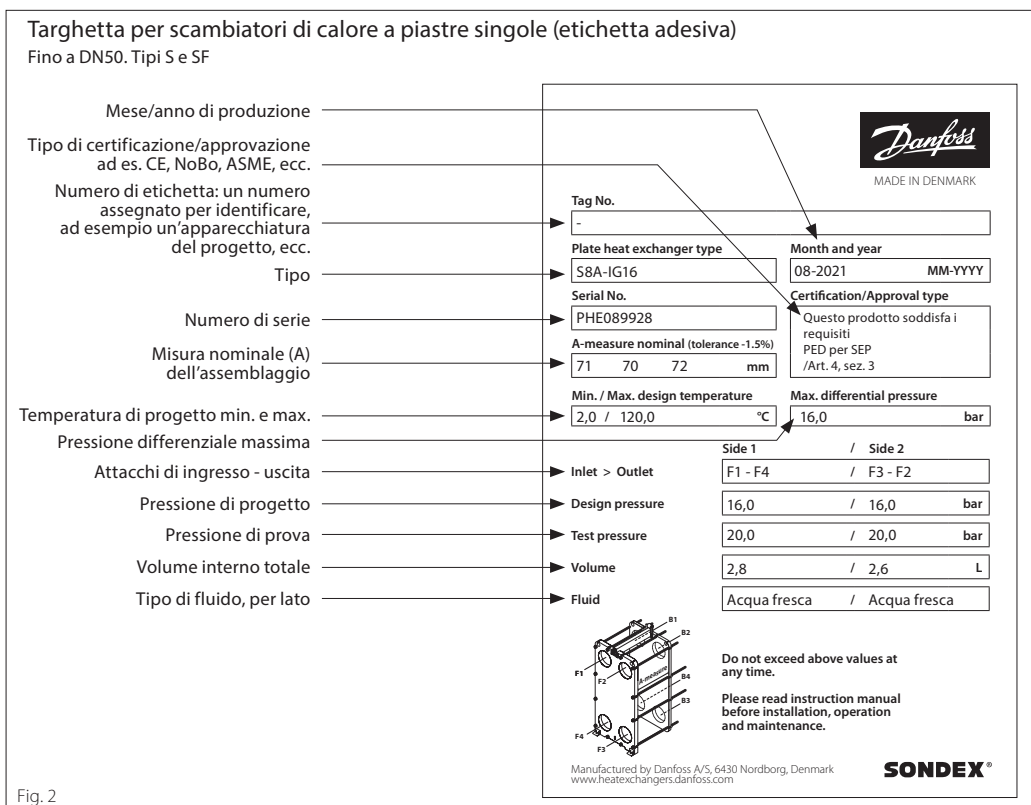 Targhetta per scambiatori di calore a piastre singole (etichetta adesiva)
Fino a DN50. Tipi S e SF
Mese/anno di produzione
Tipo di certificazione/approvazione
ad es. CE, NoBo, ASME, ecc.
Numero di etichetta: un numero
assegnato per identificare,
ad esempio un'apparecchiatura
del progetto, ecc.
Tipo
Numero di serie
Misura nominale (A)
dell'assemblaggio
Temperatura di progetto min. e max.
Pressione differenziale massima
Attacchi di ingresso - uscita
Pressione di progetto
Pressione di prova
Volume interno totale
Tipo di fluido, per lato
Danfoss
MADE IN DENMARK
Tag No.
-
Plate heat exchanger type
S8A-IG16
Month and year
08-2021 MM-YYYY
Serial No.
PHE089928
Certification/Approval type
Questo prodotto soddisfa i
requisiti
PED per SEP
/Art. 4, sez. 3
A-measure nominal (tolerance -1.5%)
71 70 72 mm
Min. / Max. design temperature
2,0 / 120,0 °C
Max. differential pressure
16,0 bar
Side 1 / Side 2
Inlet > Outlet F1 - F4 / F3 - F2
Design pressure 16,0 / 16,0 bar
Test pressure 20,0 / 20,0 bar
Volume 2,8 / 2,6 L
Fluid Acqua fresca / Acqua fresca
B1
B2
F1
F2
A-measure
B4
B3
F4
F3
Do not exceed above values at
any time.
Please read instruction manual
before installation, operation
and maintenance.
Manufactured by Danfoss A/S, 6430 Nordborg, Denmark
www.heatexchangers.danfoss.com
SONDEX®
Fig. 2